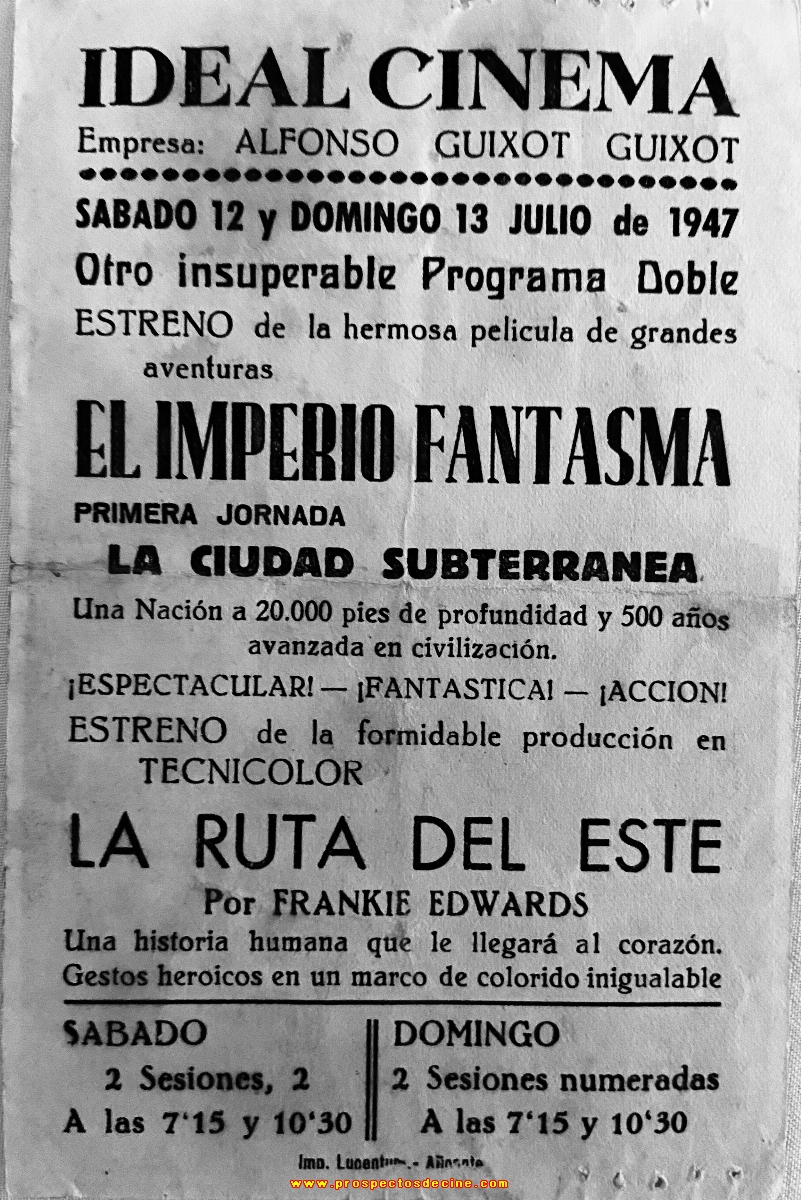 IDEAL CINEMA
Empresa: ALFONSO GUIXOT GUIXOT
SABADO 12 y DOMINGO 13 JULIO de 1947
Otro insuperable Programa Doble
ESTRENO de la hermosa pelicula de grandes
aventuras
EL IMPERIO FANTASMA
PRIMERA JORNADA
LA CIUDAD SUBTERRANEA
Una Nación a 20.000 pies de profundidad y 500 años
avanzada en civilización.
¡ESPECTACULAR! — ¡FANTASTICA! — ¡ACCION!
ESTRENO de la formidable producción en
TECNICOLOR
LA RUTA DEL ESTE
Por FRANKIE EDWARDS
Una historia humana que le llegará al corazón.
Gestos heroicos en un marco de colorido inigualable
SABADO
2 Sesiones, 2
A las 7'15 y 10'30
DOMINGO
2 Sesiones numeradas
A las 7'15 y 10'30
Imp.
www.prospectosdecine.com